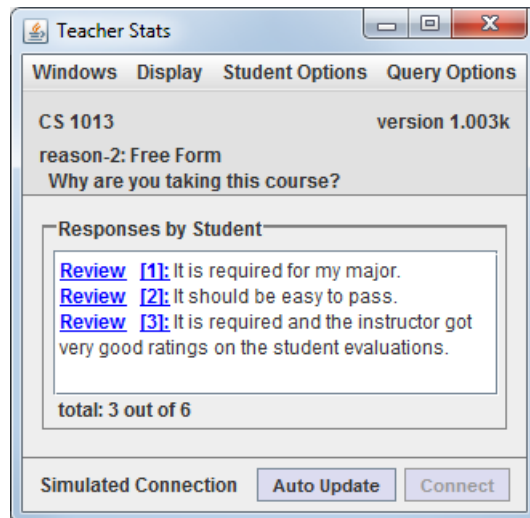 Teacher Stats
Windows Display Student Options Query Options
CS 1013 version 1.003k
reason-2: Free Form
Why are you taking this course?
Responses by Student
Review [1]: It is required for my major.
Review [2]: It should be easy to pass.
Review [3]: It is required and the instructor got
very good ratings on the student evaluations.
total: 3 out of 6
Simulated Connection Auto Update Connect